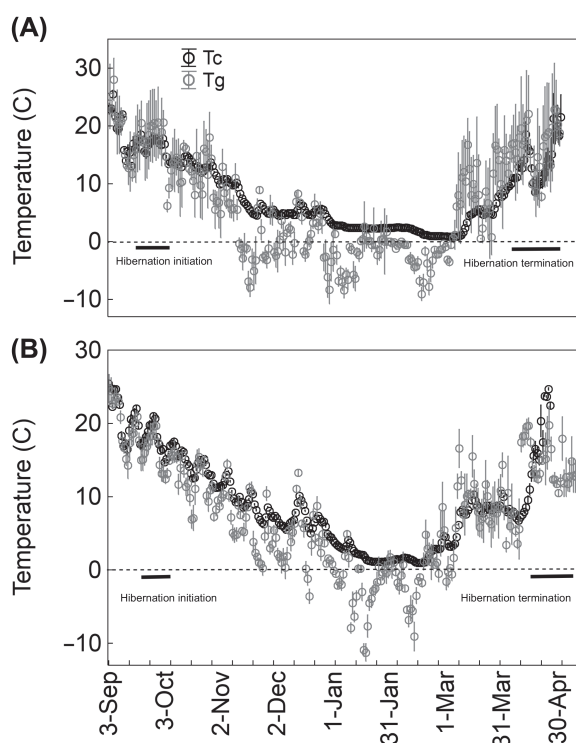 (A)
Tc
Tg
Temperature (C)
30
20
10
0
−10
Hibernation initiation
Hibernation termination
(B)
Temperature (C)
30
20
10
0
−10
Hibernation initiation
Hibernation termination
3-Sep
3-Oct
2-Nov
2-Dec
1-Jan
31-Jan
1-Mar
31-Mar
30-Apr